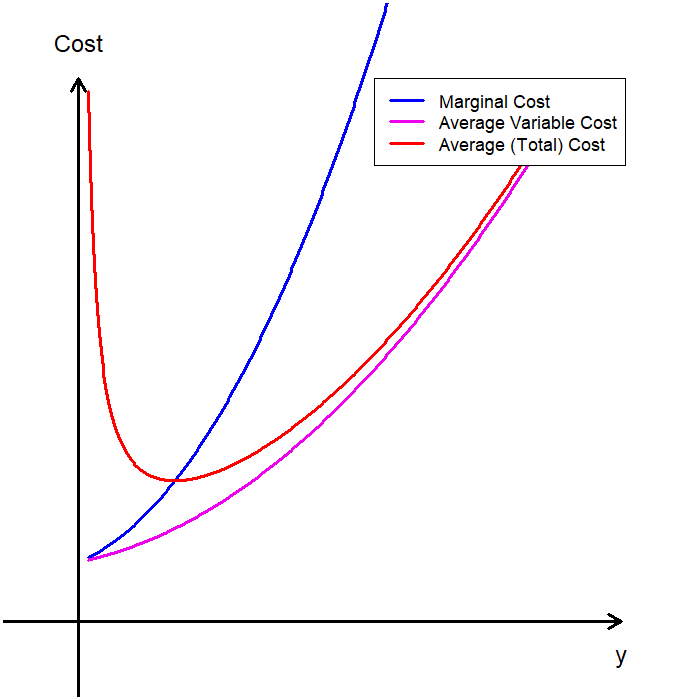 Cost
Marginal Cost
Average Variable Cost
Average (Total) Cost
y